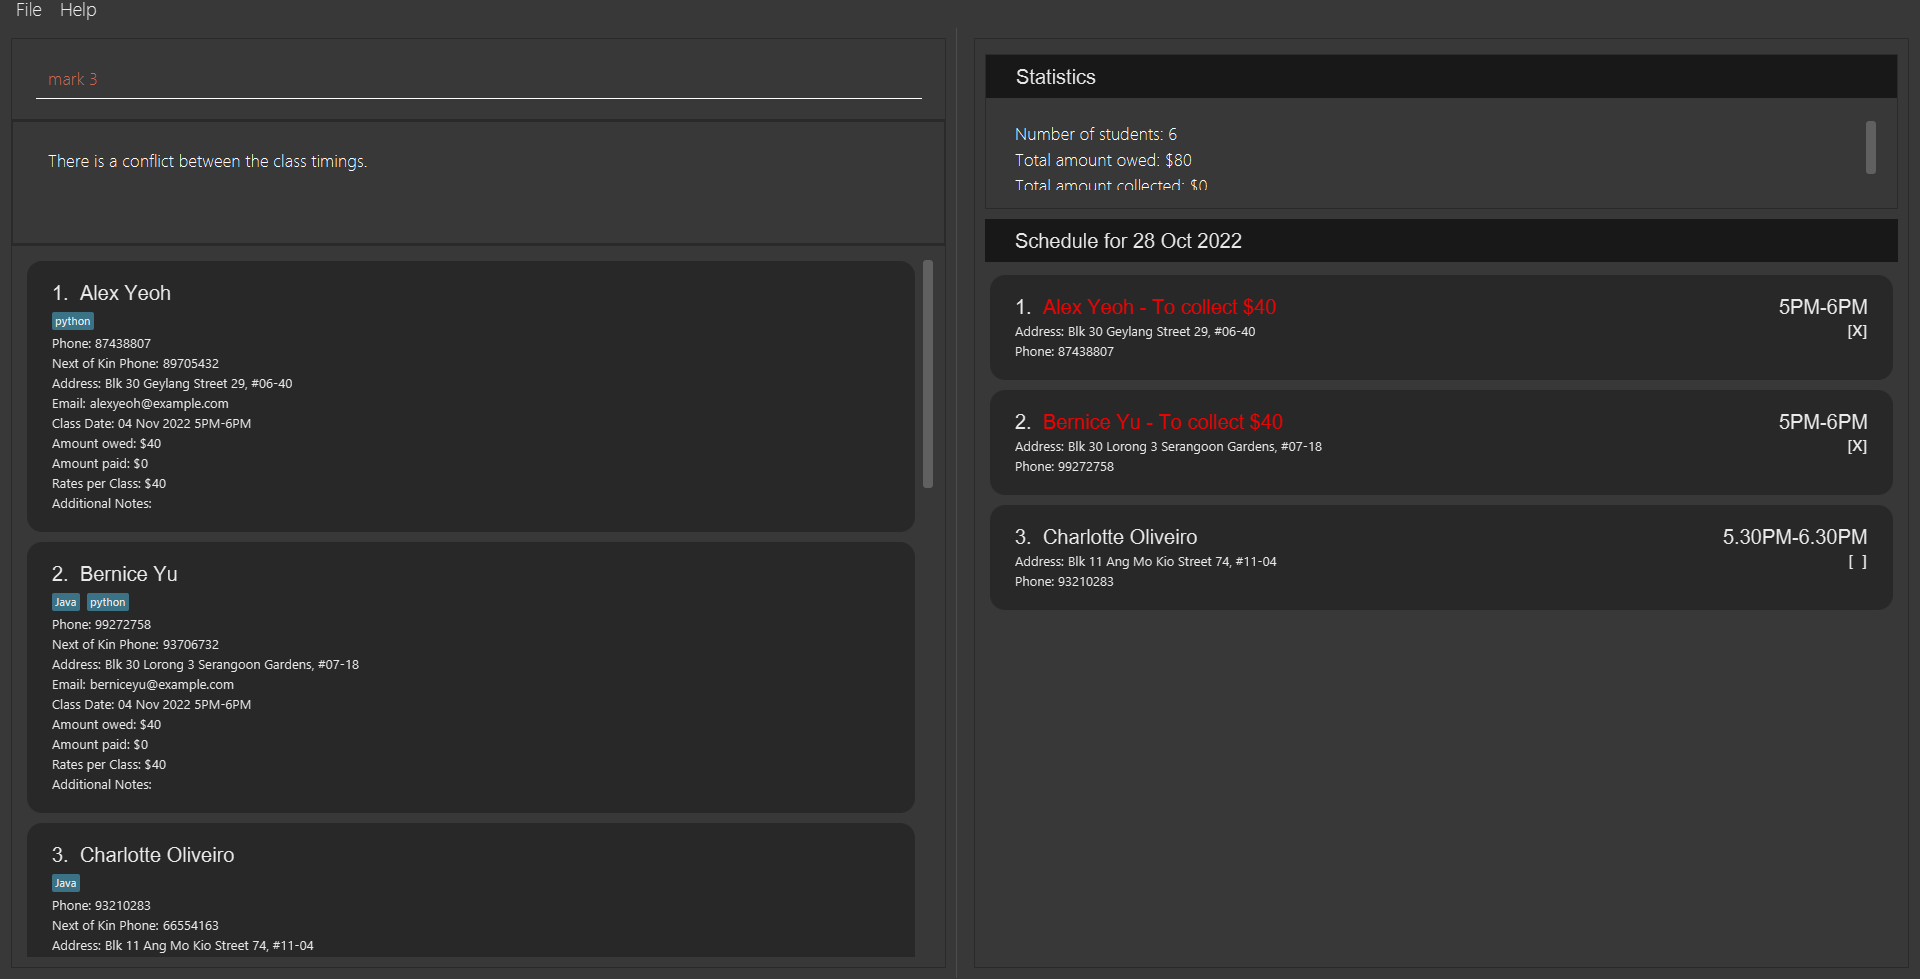 File Help
mark 3
There is a conflict between the class timings.
1. Alex Yeoh
python
Phone: 87438807
Next of Kin Phone: 89705432
Address: Blk 30 Geylang Street 29, #06-40
Email: alexyeoh@example.com
Class Date: 04 Nov 2022 5PM-6PM
Amount owed: $40
Amount paid: $0
Rates per Class: $40
Additional Notes:
2. Bernice Yu
Java python
Phone: 99272758
Next of Kin Phone: 93706732
Address: Blk 30 Lorong 3 Serangoon Gardens, #07-18
Email: berniceyu@example.com
Class Date: 04 Nov 2022 5PM-6PM
Amount owed: $40
Amount paid: $0
Rates per Class: $40
Additional Notes:
3. Charlotte Oliveiro
Java
Phone: 93210283
Next of Kin Phone: 66554163
Address: Blk 11 Ang Mo Kio Street 74, #11-04
Statistics
Number of students: 6
Total amount owed: $80
Total amount collected: $0
Schedule for 28 Oct 2022
1. Alex Yeoh - To collect $40 5PM-6PM
Address: Blk 30 Geylang Street 29, #06-40 [X]
Phone: 87438807
2. Bernice Yu - To collect $40 5PM-6PM
Address: Blk 30 Lorong 3 Serangoon Gardens, #07-18 [X]
Phone: 99272758
3. Charlotte Oliveiro 5.30PM-6.30PM
Address: Blk 11 Ang Mo Kio Street 74, #11-04 [ ]
Phone: 93210283